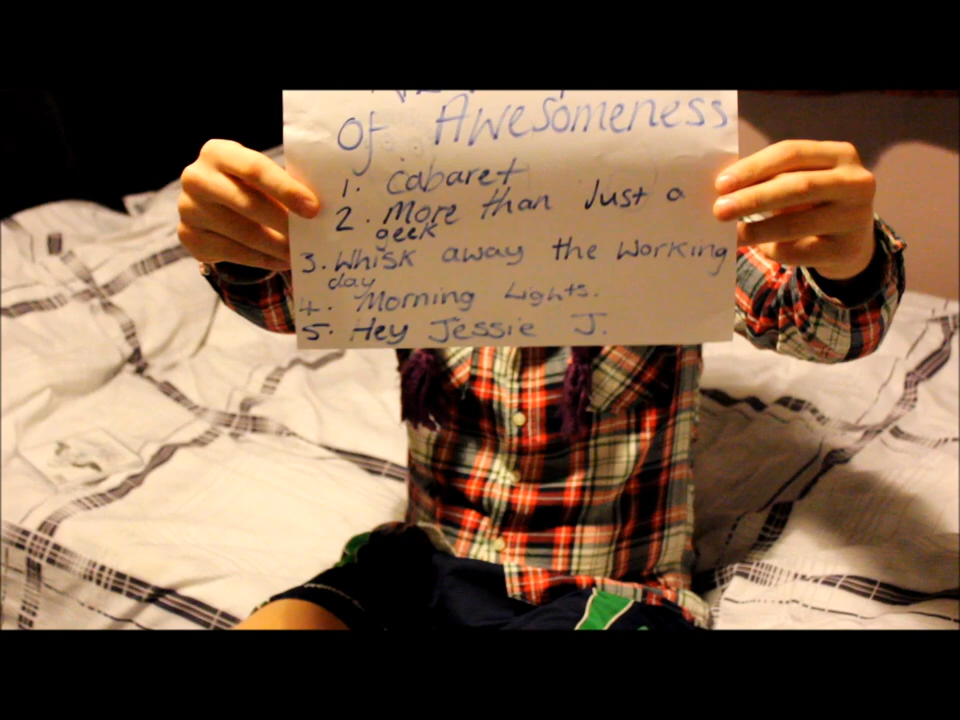 of Awesomeness
1. Cabaret
2. More than Just a
geek
3. Whisk away the Working
day
4. Morning Lights.
5. Hey Jessie J.